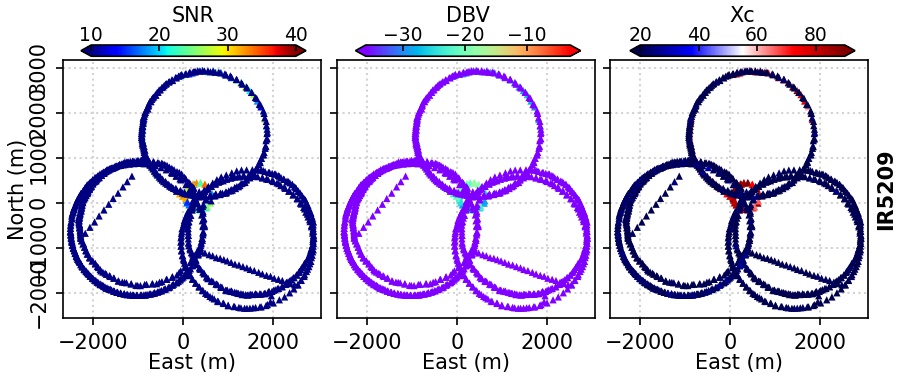 SNR DBV Xc
10 20 30 40 −30 −20 −10 20 40 60 80
North (m)
3000
2000
1000
0
−1000
−2000
IR5209
−2000 0 2000 −2000 0 2000 −2000 0 2000
East (m) East (m) East (m)